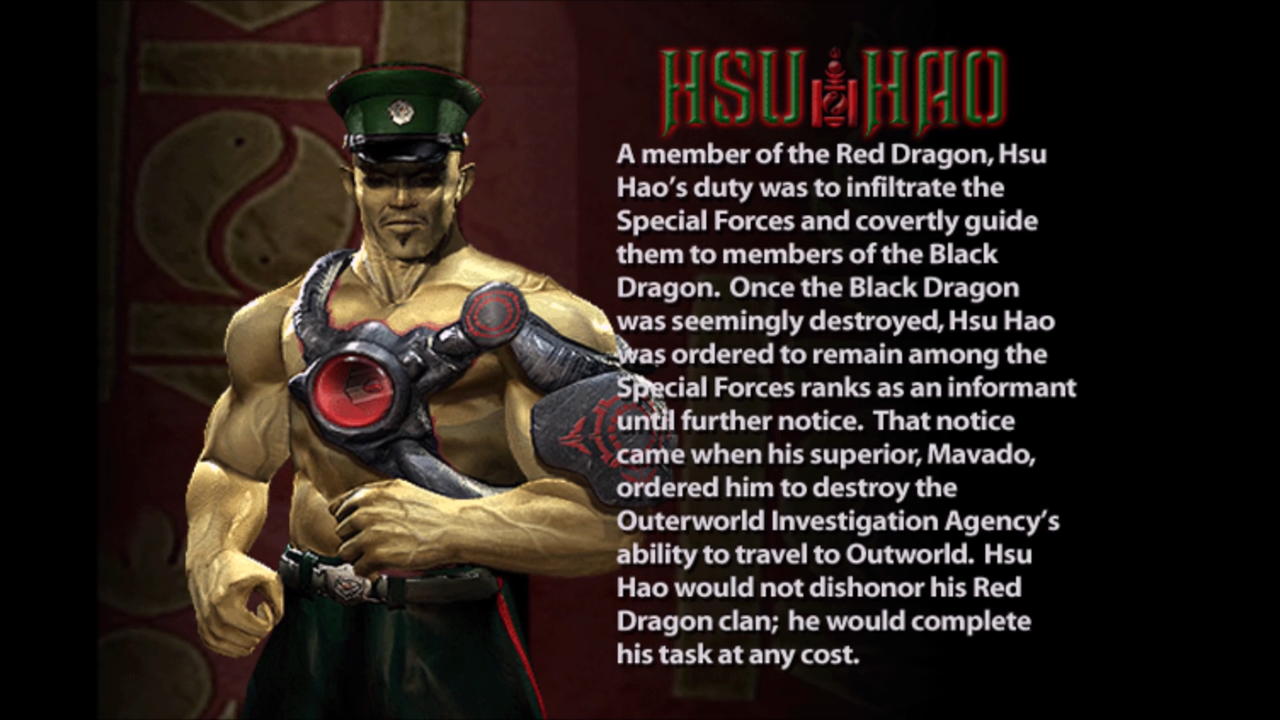 HSU HAO
A member of the Red Dragon, Hsu
Hao's duty was to infiltrate the
Special Forces and covertly guide
them to members of the Black
Dragon. Once the Black Dragon
was seemingly destroyed, Hsu Hao
was ordered to remain among the
Special Forces ranks as an informant
until further notice. That notice
came when his superior, Mavado,
ordered him to destroy the
Outerworld Investigation Agency's
ability to travel to Outworld. Hsu
Hao would not dishonor his Red
Dragon clan; he would complete
his task at any cost.